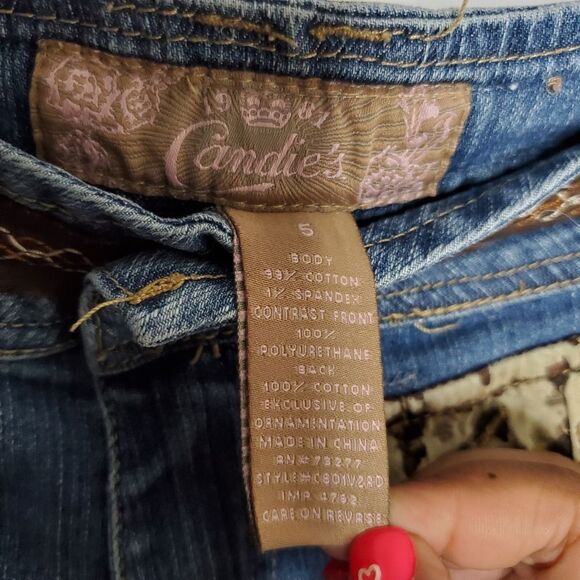 1981
Candie's
5
BODY
99% COTTON
1% SPANDEX
CONTRAST FRONT
100%
POLYURETHANE
BACK
100% COTTON
EXCLUSIVE OF
ORNAMENTATION
MADE IN CHINA
RN#73277
STYLE#C801V2RD
IMP 4762
CARE ON REVRSE